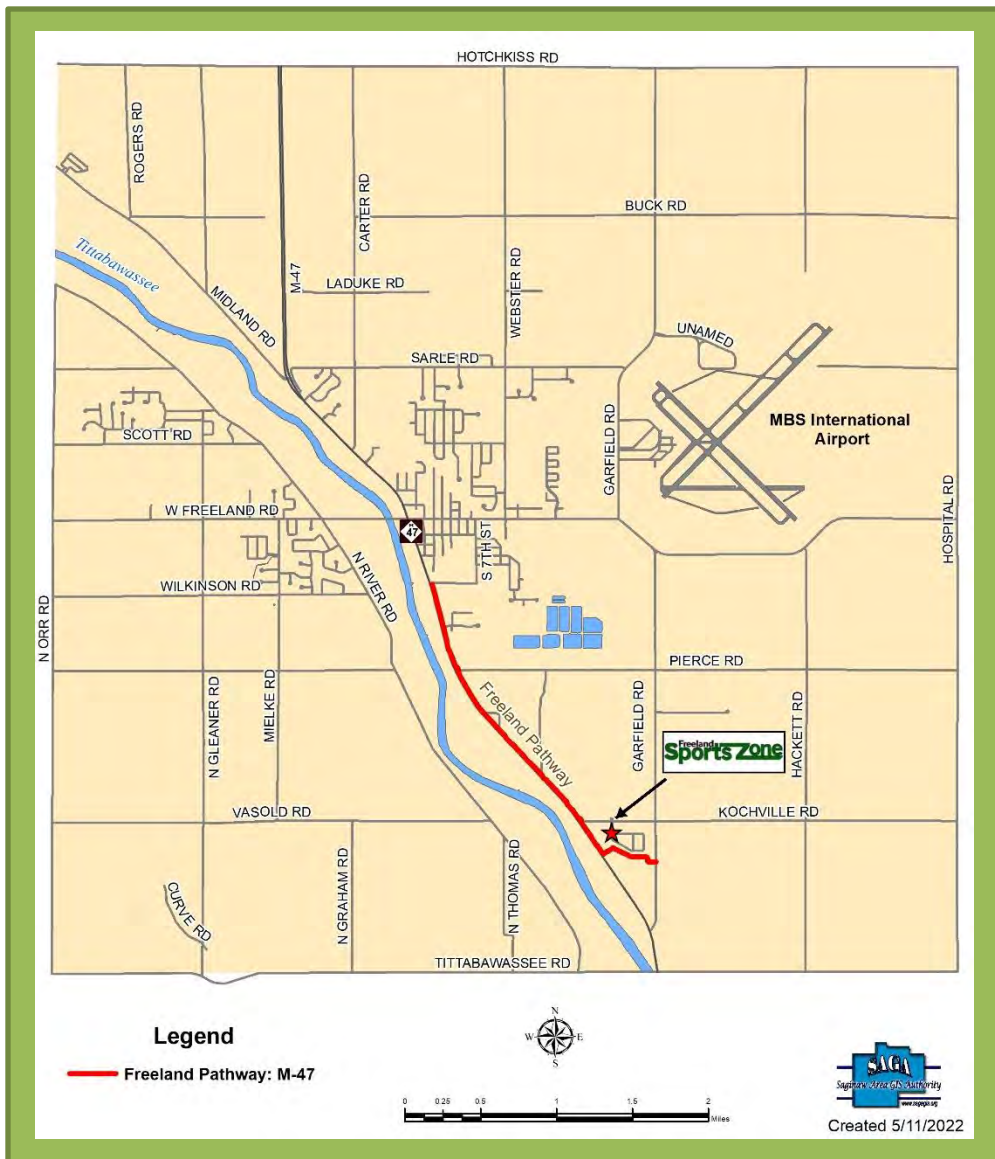 HOTCHKISS RD
ROGERS RD
CARTER RD
BUCK RD
Tittabawassee
M-47
LADUKE RD
WEBSTER RD
MIDLAND RD
UNAMED
SARLE RD
MBS International
Airport
SCOTT RD
GARFIELD RD
W FREELAND RD
47
S 7TH ST
HOSPITAL RD
N RIVER RD
WILKINSON RD
N ORR RD
PIERCE RD
N GLEANER RD
MIELKE RD
Freeland Pathway
GARFIELD RD
HACKETT RD
Freeland
Sports Zone
VASOLD RD
KOCHVILLE RD
CURVE RD
N GRAHAM RD
N THOMAS RD
TITTABAWASSEE RD
Legend
Freeland Pathway: M-47
N
W E
S
0 0.25 0.5 1 1.5 2
Miles
SAGA
Saginaw Area GIS Authority
www.sagagis.org
Created 5/11/2022